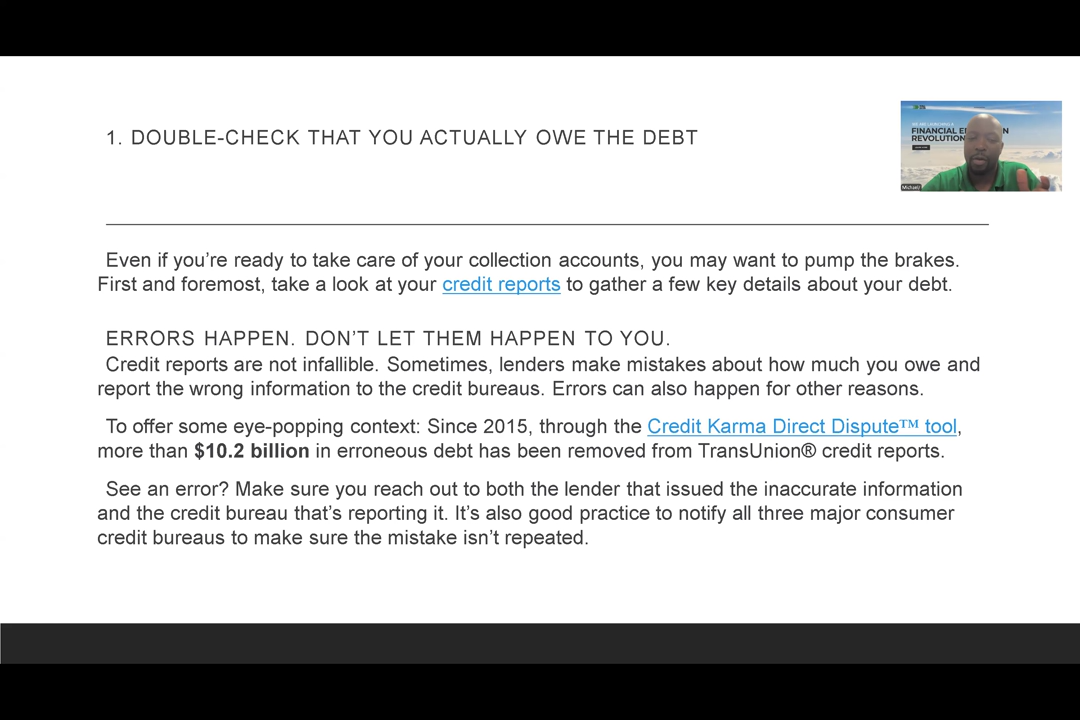 1. DOUBLE-CHECK THAT YOU ACTUALLY OWE THE DEBT
FINANCIAL
REVOLUTION
Michael
Even if you’re ready to take care of your collection accounts, you may want to pump the brakes.
First and foremost, take a look at your credit reports to gather a few key details about your debt.
ERRORS HAPPEN. DON’T LET THEM HAPPEN TO YOU.
Credit reports are not infallible. Sometimes, lenders make mistakes about how much you owe and
report the wrong information to the credit bureaus. Errors can also happen for other reasons.
To offer some eye-popping context: Since 2015, through the Credit Karma Direct Dispute™ tool,
more than $10.2 billion in erroneous debt has been removed from TransUnion® credit reports.
See an error? Make sure you reach out to both the lender that issued the inaccurate information
and the credit bureau that’s reporting it. It’s also good practice to notify all three major consumer
credit bureaus to make sure the mistake isn’t repeated.